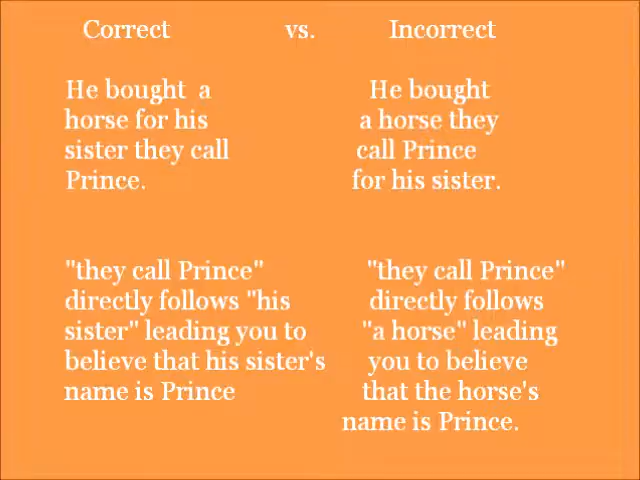 Correct vs. Incorrect
He bought a
horse for his
sister they call
Prince.
He bought
a horse they
call Prince
for his sister.
"they call Prince"
directly follows "his
sister" leading you to
believe that his sister's
name is Prince
"they call Prince"
directly follows
"a horse" leading
you to believe
that the horse's
name is Prince.